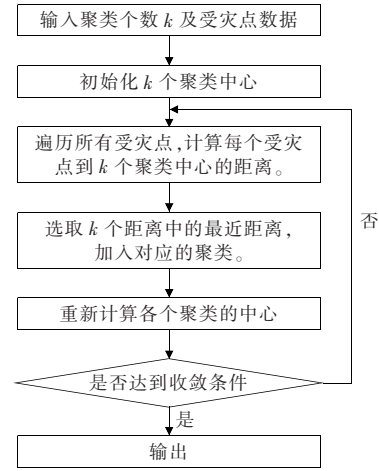 输入聚类个数 k 及受灾点数据
初始化 k 个聚类中心
遍历所有受灾点,计算每个受灾
点到 k 个聚类中心的距离。
选取 k 个距离中的最近距离,
加入对应的聚类。
否
重新计算各个聚类的中心
是否达到收敛条件
是
输出